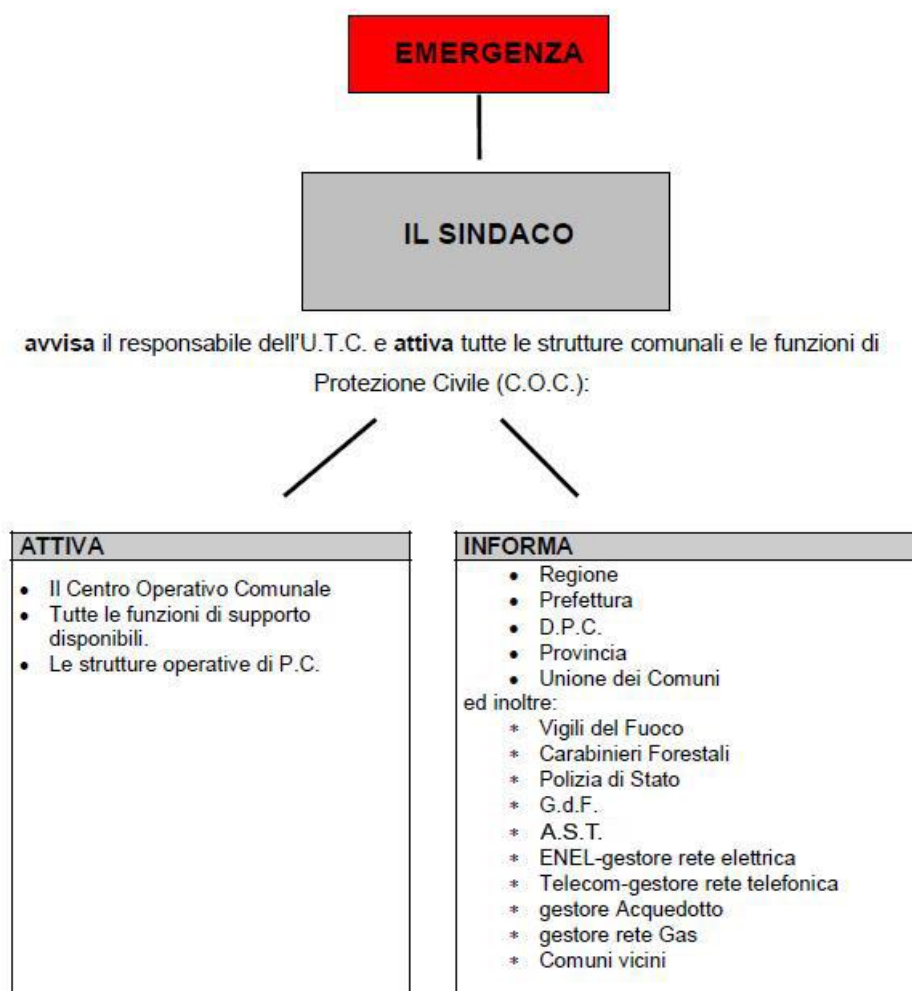 EMERGENZA
IL SINDACO
avvisa il responsabile dell'U.T.C. e attiva tutte le strutture comunali e le funzioni di
Protezione Civile (C.O.C.):
ATTIVA
• Il Centro Operativo Comunale
• Tutte le funzioni di supporto
disponibili.
• Le strutture operative di P.C.
INFORMA
• Regione
• Prefettura
• D.P.C.
• Provincia
• Unione dei Comuni
ed inoltre:
* Vigili del Fuoco
* Carabinieri Forestali
* Polizia di Stato
* G.d.F.
* A.S.T.
* ENEL-gestore rete elettrica
* Telecom-gestore rete telefonica
* gestore Acquedotto
* gestore rete Gas
* Comuni vicini